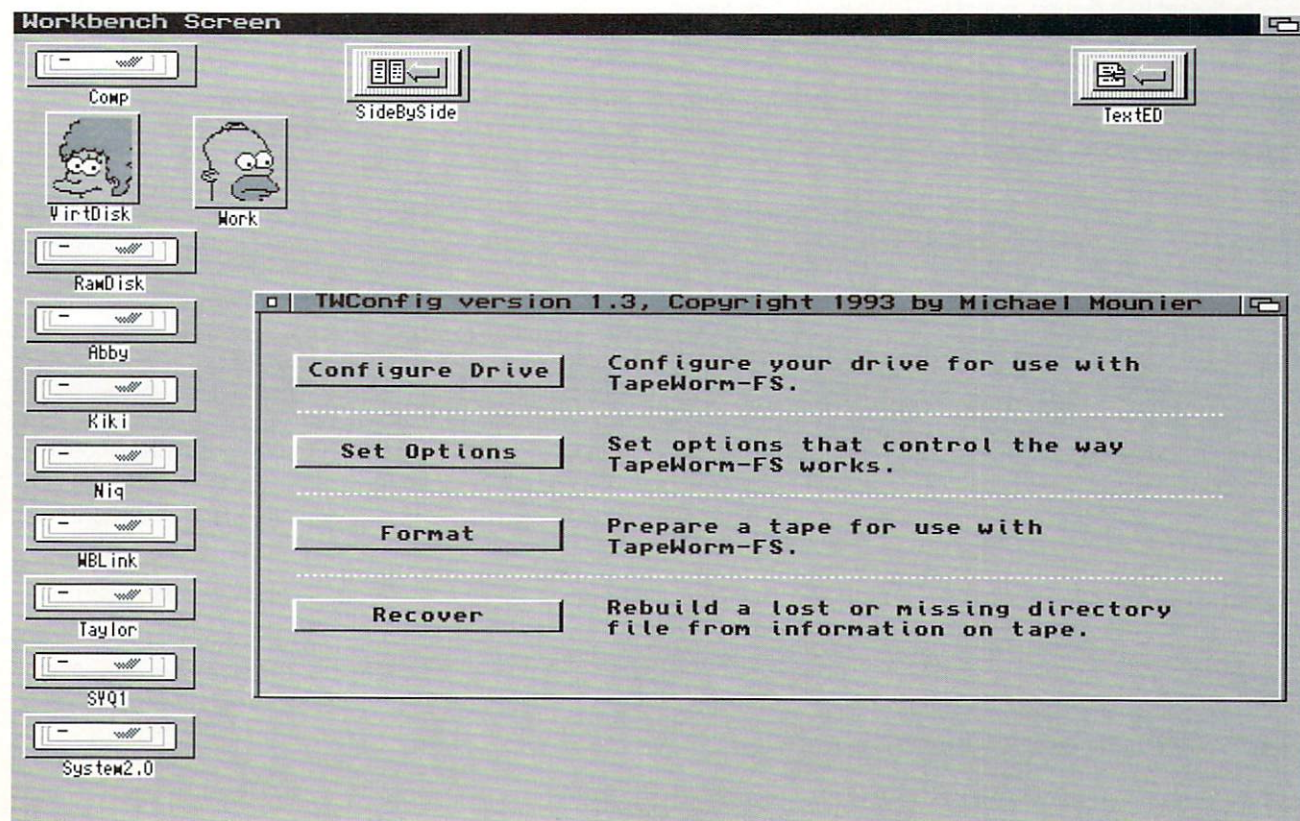 Workbench Screen
Comp
SideBySide
TextED
VirtDisk
Work
RamDisk
Abby
Kiki
Niq
WBLink
Taylor
SYQ1
System2.0
TWConfig version 1.3, Copyright 1993 by Michael Mounier
Configure Drive
Configure your drive for use with
TapeWorm-FS.
Set Options
Set options that control the way
TapeWorm-FS works.
Format
Prepare a tape for use with
TapeWorm-FS.
Recover
Rebuild a lost or missing directory
file from information on tape.